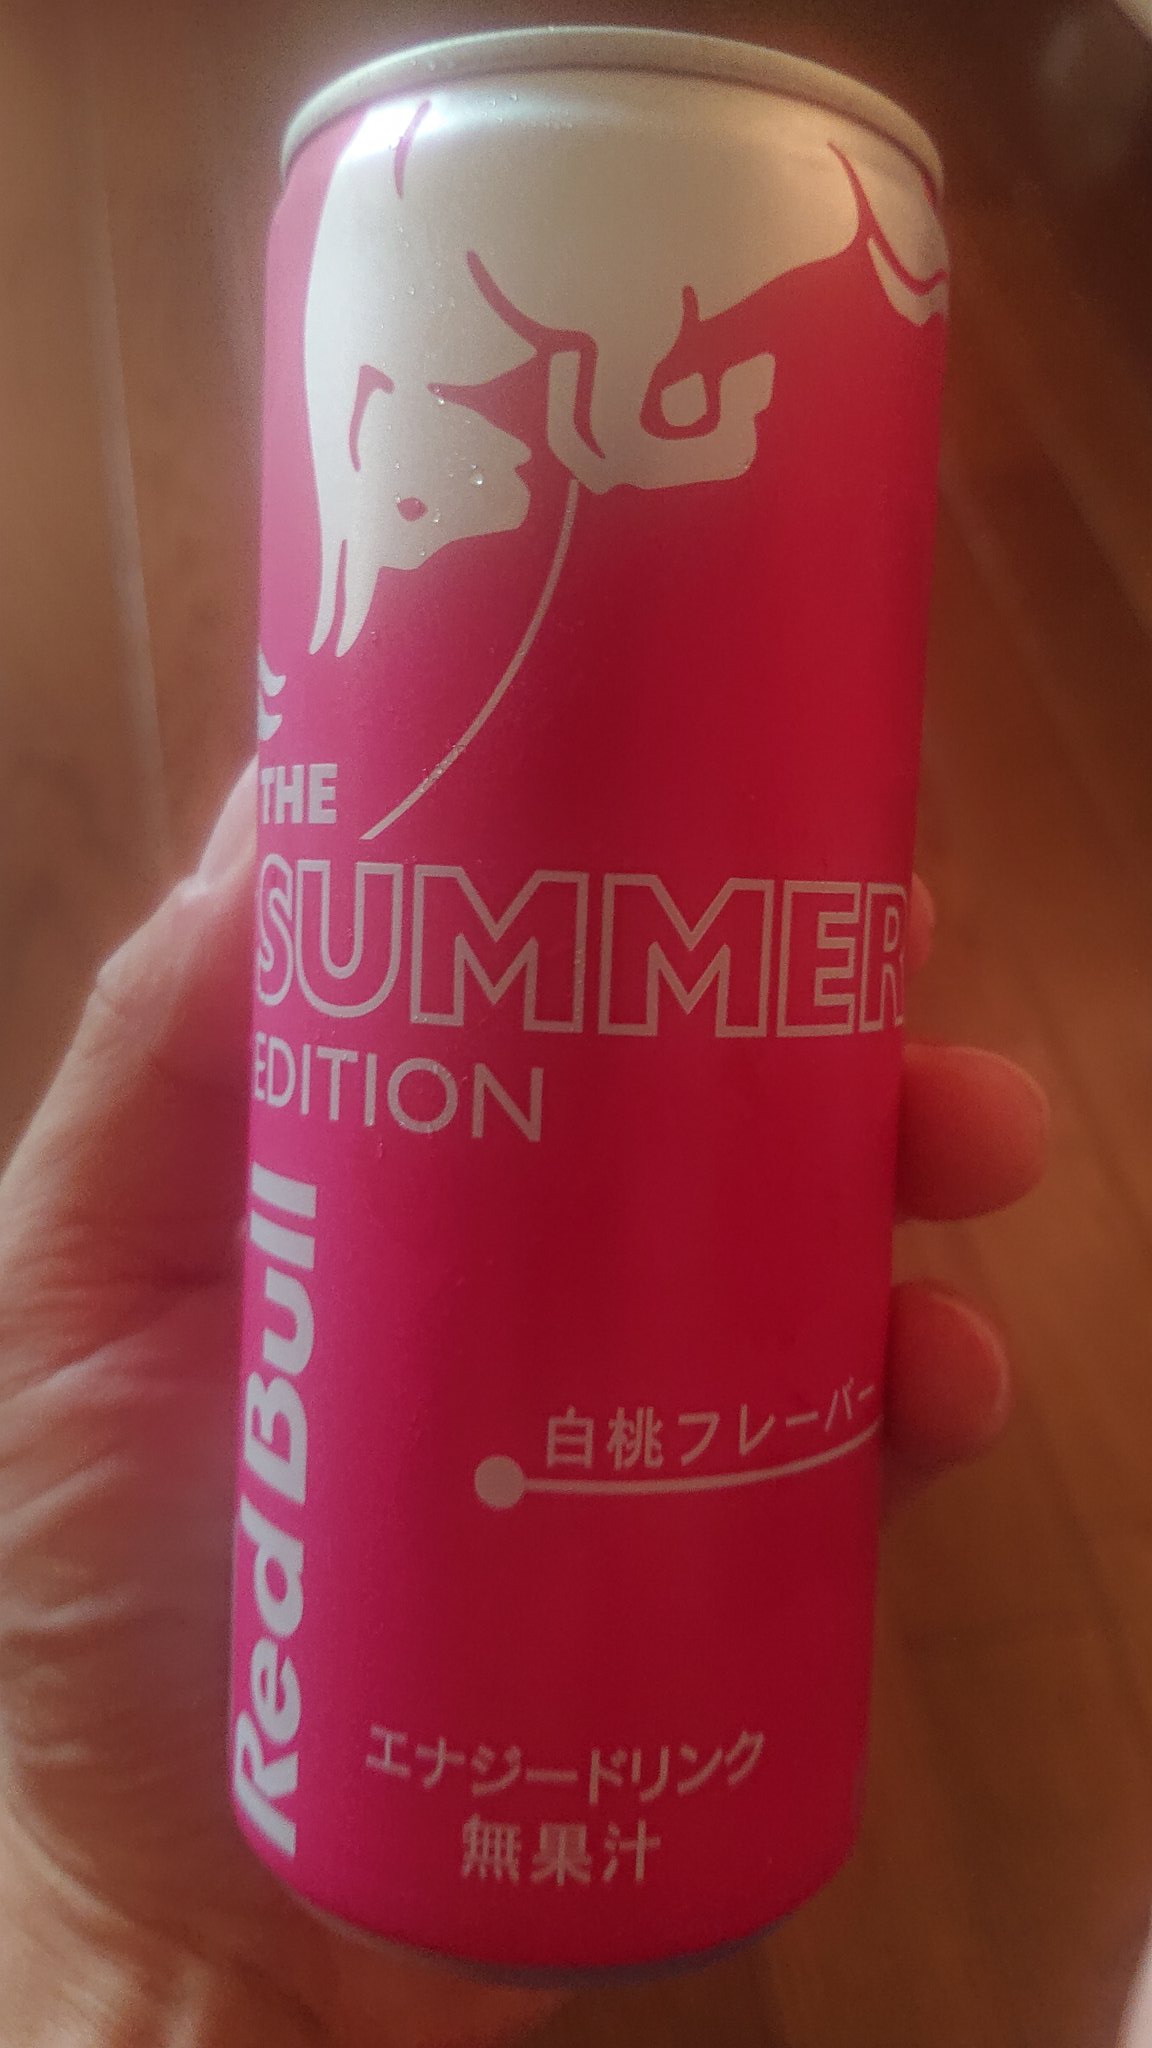 THE
SUMMER
EDITION
Red Bull
白桃フレーバー
エナジードリンク
無果汁